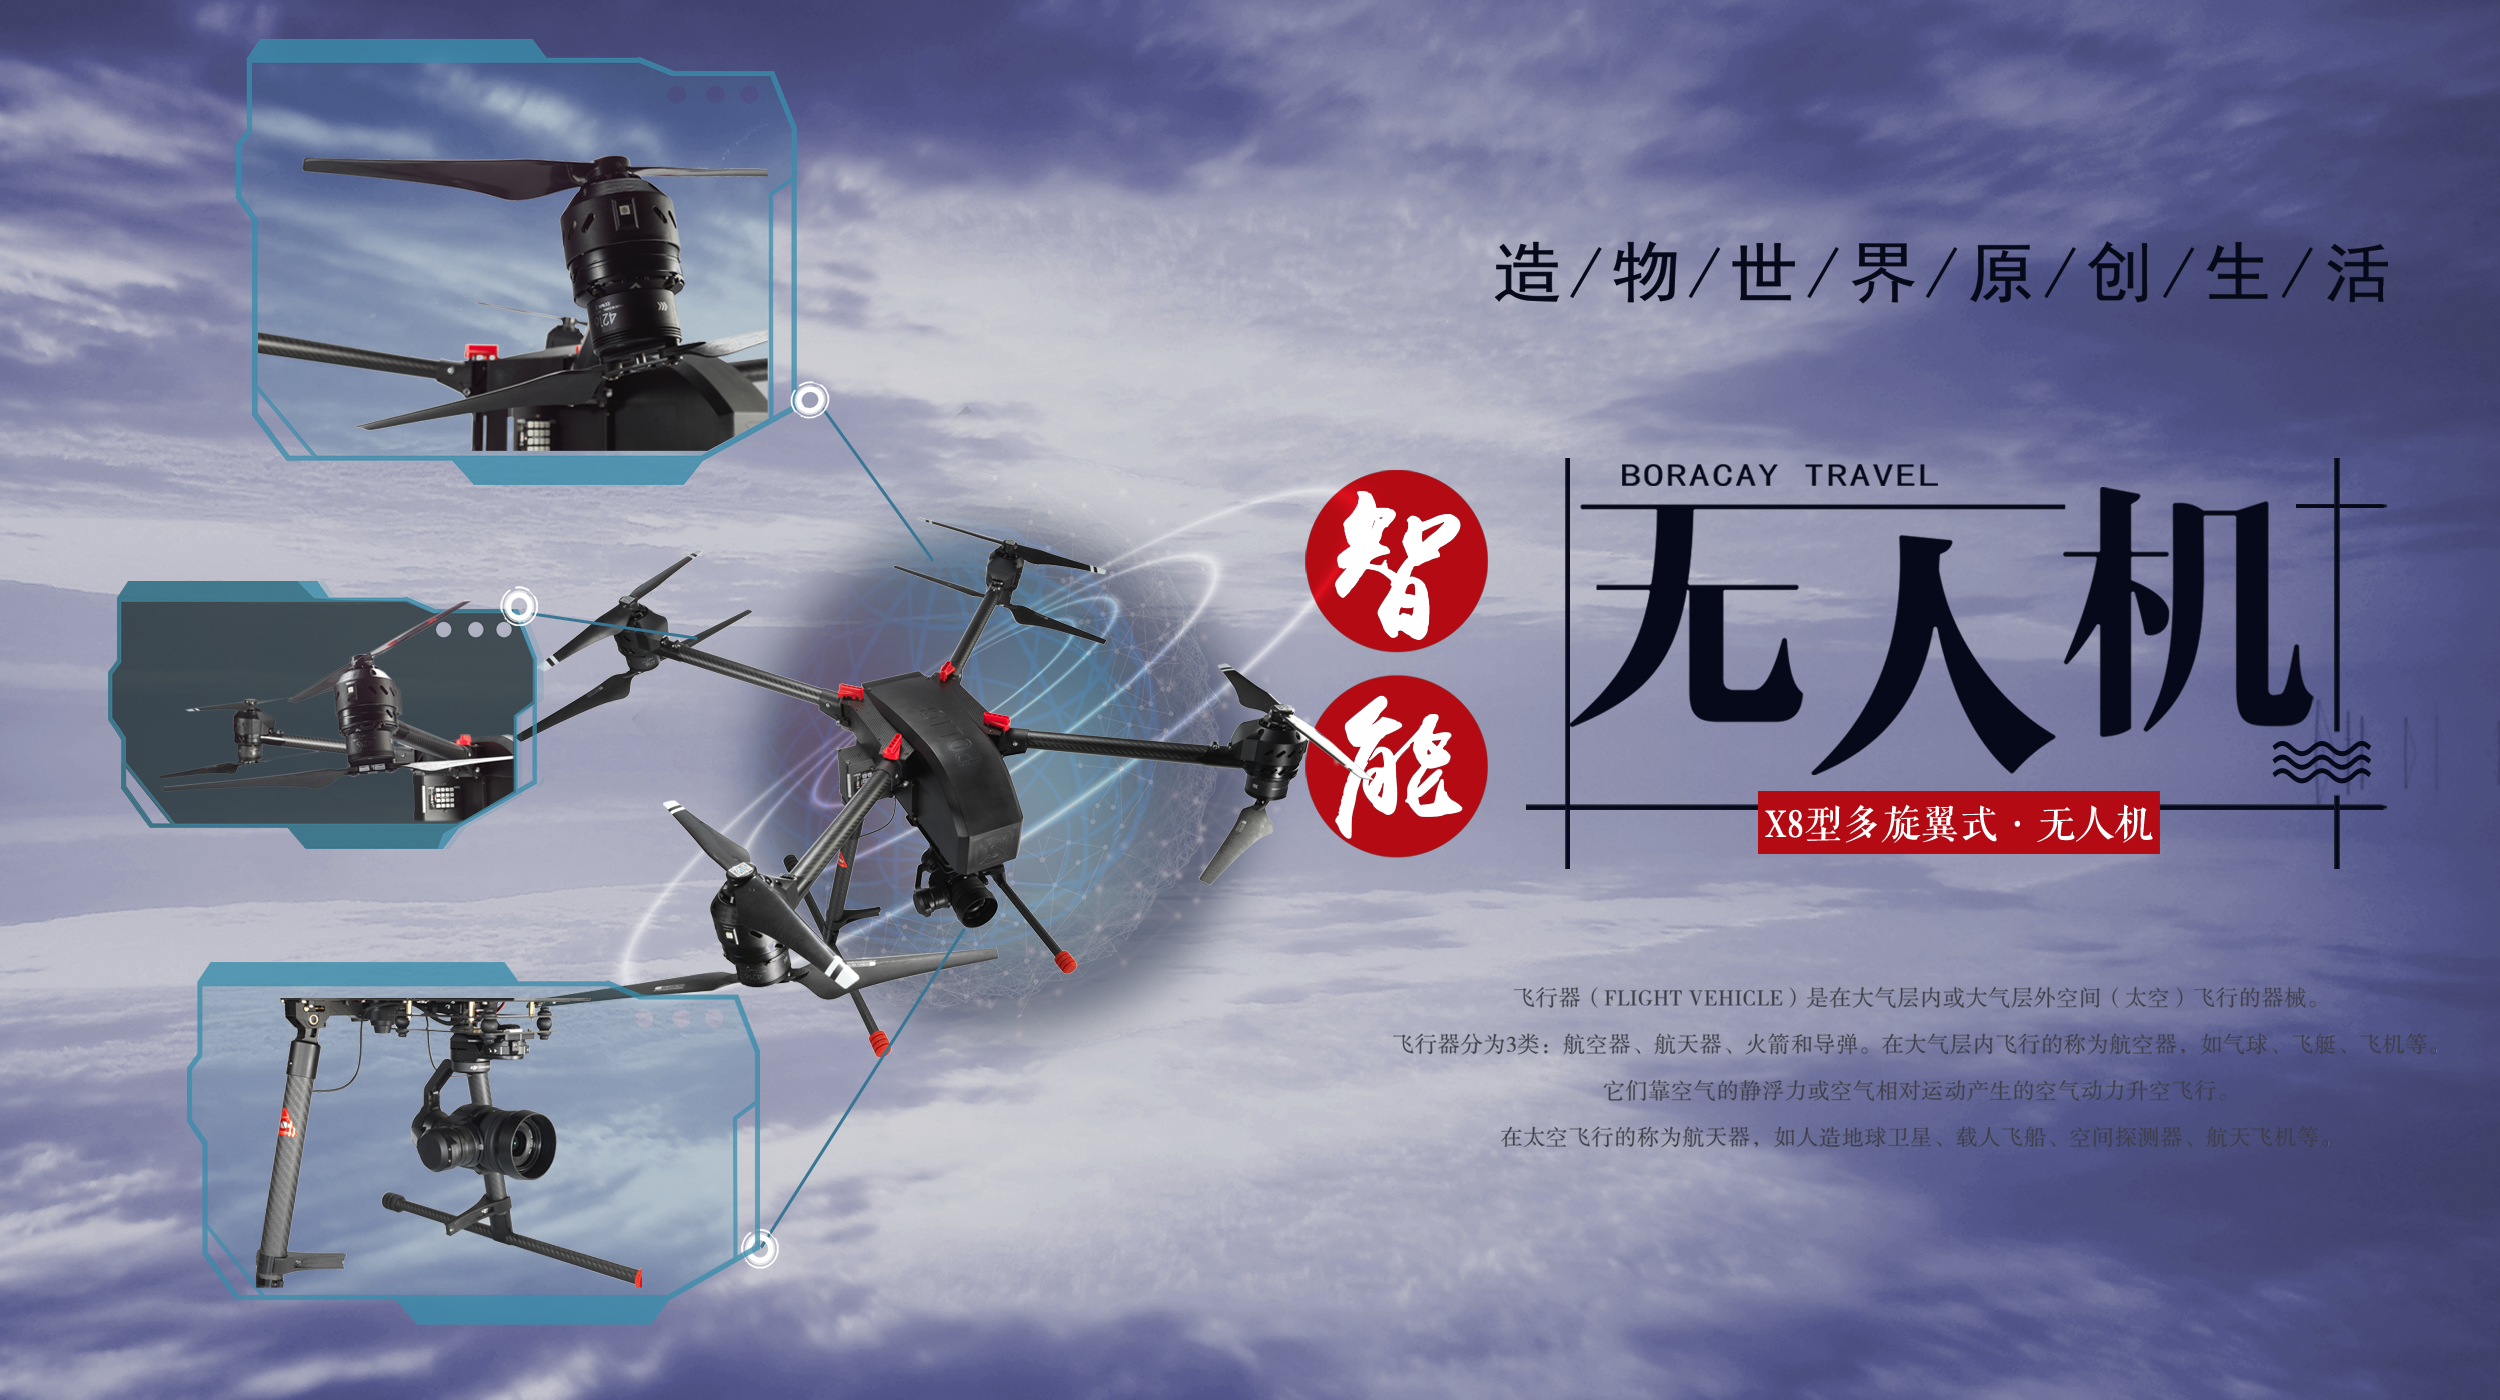 造/物/世/界/原/创/生/活
BORACAY TRAVEL
智能
无人机
X8型多旋翼式·无人机
飞行器（FLIGHT VEHICLE）是在大气层内或大气层外空间（太空）飞行的器械。
飞行器分为3类：航空器、航天器、火箭和导弹。在大气层内飞行的称为航空器，如气球、飞艇、飞机等。
它们靠空气的静浮力或空气相对运动产生的空气动力升空飞行。
在太空飞行的称为航天器，如人造地球卫星、载人飞船、空间探测器、航天飞机等。